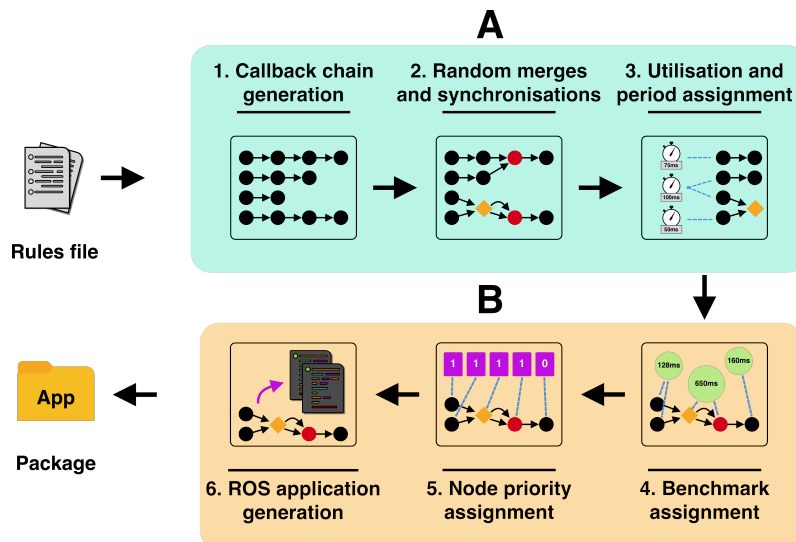 A
1. Callback chain
generation
2. Random merges
and synchronisations
3. Utilisation and
period assignment
75ms
100ms
50ms
Rules file
B
App
Package
1 1 1 1 0
128ms
650ms
160ms
6. ROS application
generation
5. Node priority
assignment
4. Benchmark
assignment